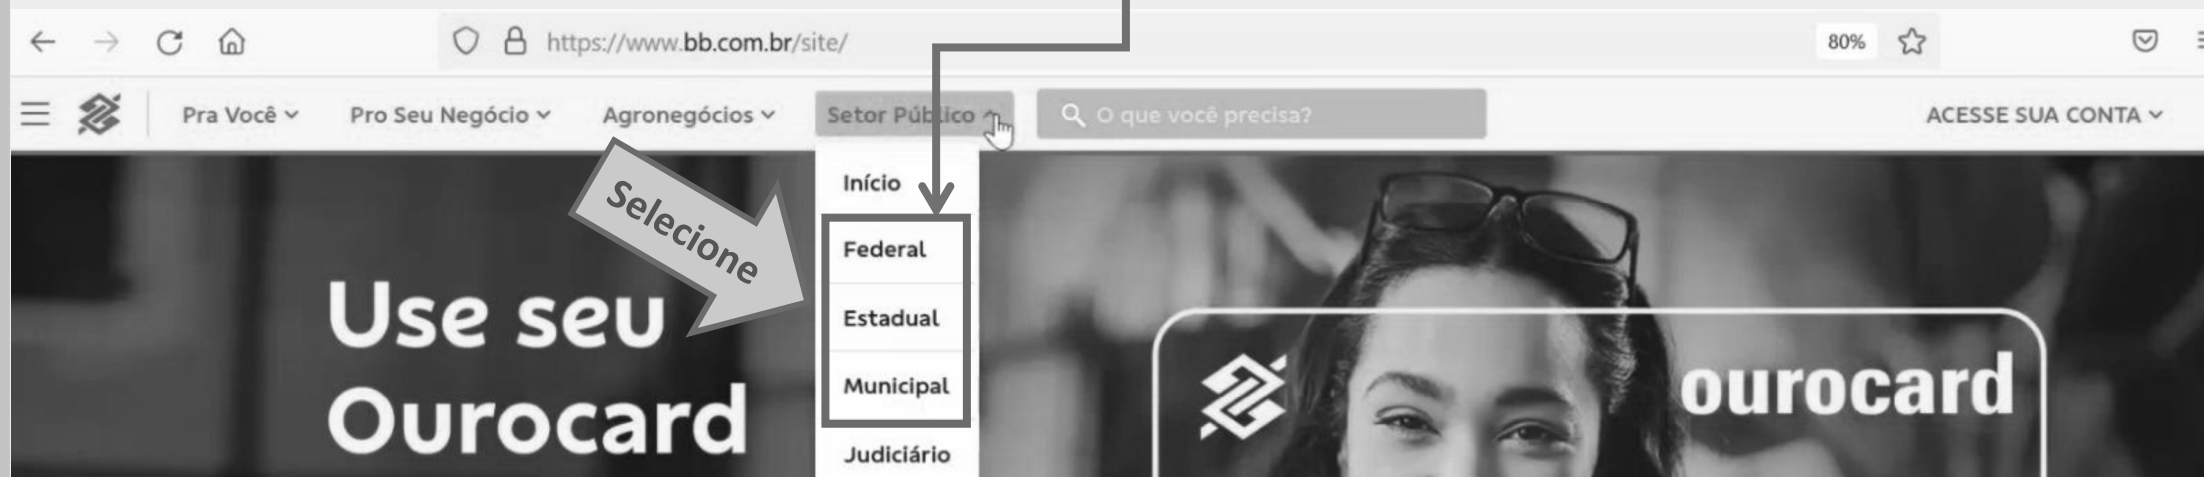 https://www.bb.com.br/site/
80%
Pra Você
Pro Seu Negócio
Agronegócios
Setor Público
O que você precisa?
ACESSE SUA CONTA
Selecione
Início
Federal
Estadual
Municipal
Judiciário
Use seu
Ourocard
ourocard